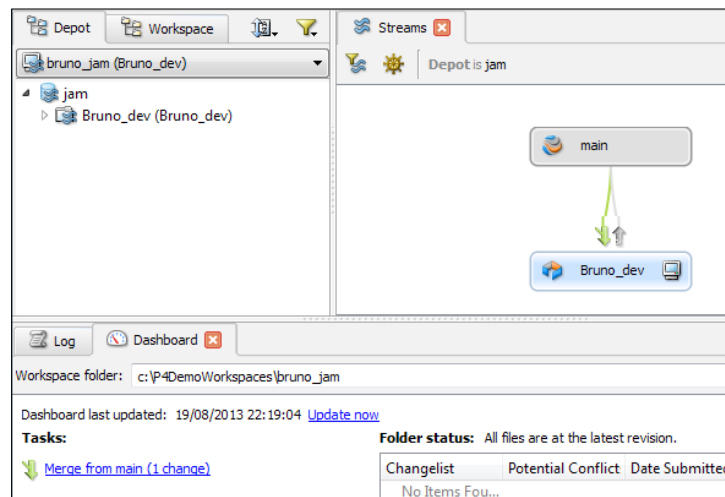 Depot
Workspace
Streams
bruno_jam (Bruno_dev)
Depot is jam
jam
Bruno_dev (Bruno_dev)
main
Bruno_dev
Log
Dashboard
Workspace folder: c:\P4DemoWorkspaces\bruno_jam
Dashboard last updated: 19/08/2013 22:19:04 Update now
Tasks:
Folder status: All files are at the latest revision.
Merge from main (1 change)
Changelist
Potential Conflict
Date Submitted
No Items Fou...